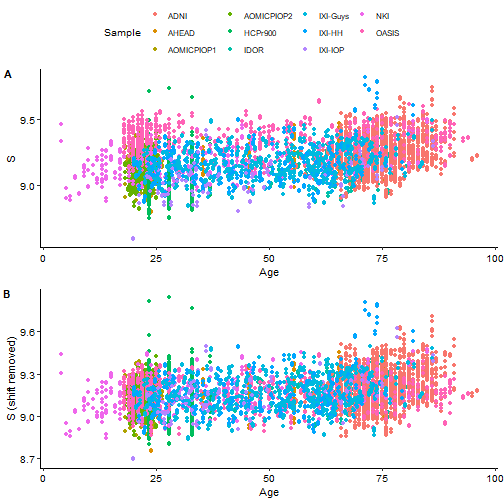 Sample
ADNI
AHEAD
AOMICPIOP1
AOMICPIOP2
HCPr900
IDOR
IXI-Guys
IXI-HH
IXI-IOP
NKI
OASIS
A
S
9.5
9.0
0 25 50 75 100
Age
B
S (shift removed)
9.6
9.3
9.0
8.7
0 25 50 75 100
Age